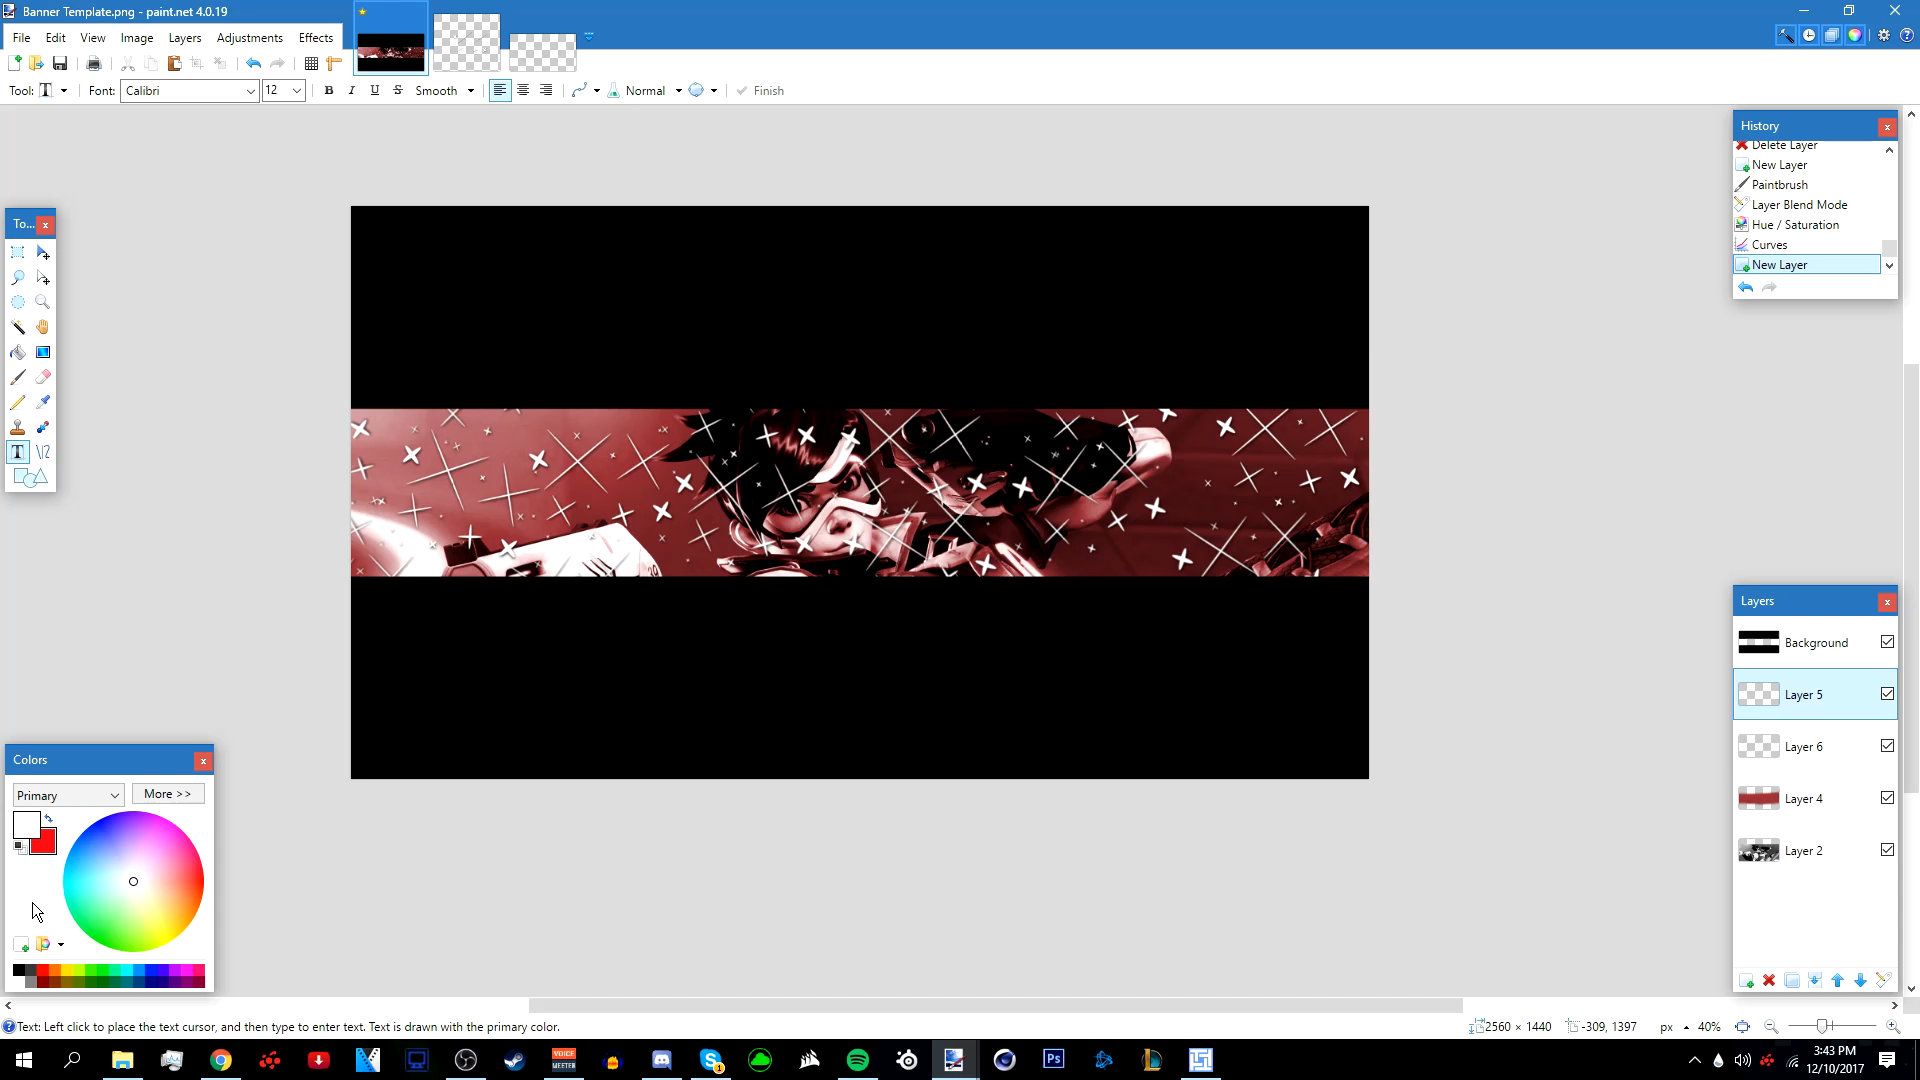 Banner Template.png - paint.net 4.0.19
File Edit View Image Layers Adjustments Effects
Tool: T Font: Calibri 12 B I U S Smooth Normal Finish
History
Delete Layer
New Layer
Paintbrush
Layer Blend Mode
Hue / Saturation
Curves
New Layer
To...
T
Layers
Background
Layer 5
Layer 6
Layer 4
Layer 2
Colors
Primary More >>
Text: Left click to place the text cursor, and then type to enter text. Text is drawn with the primary color.
2560 × 1440 -309, 1397 px 40%
VOICE
MEETER
1
Ps
3:43 PM
12/10/2017